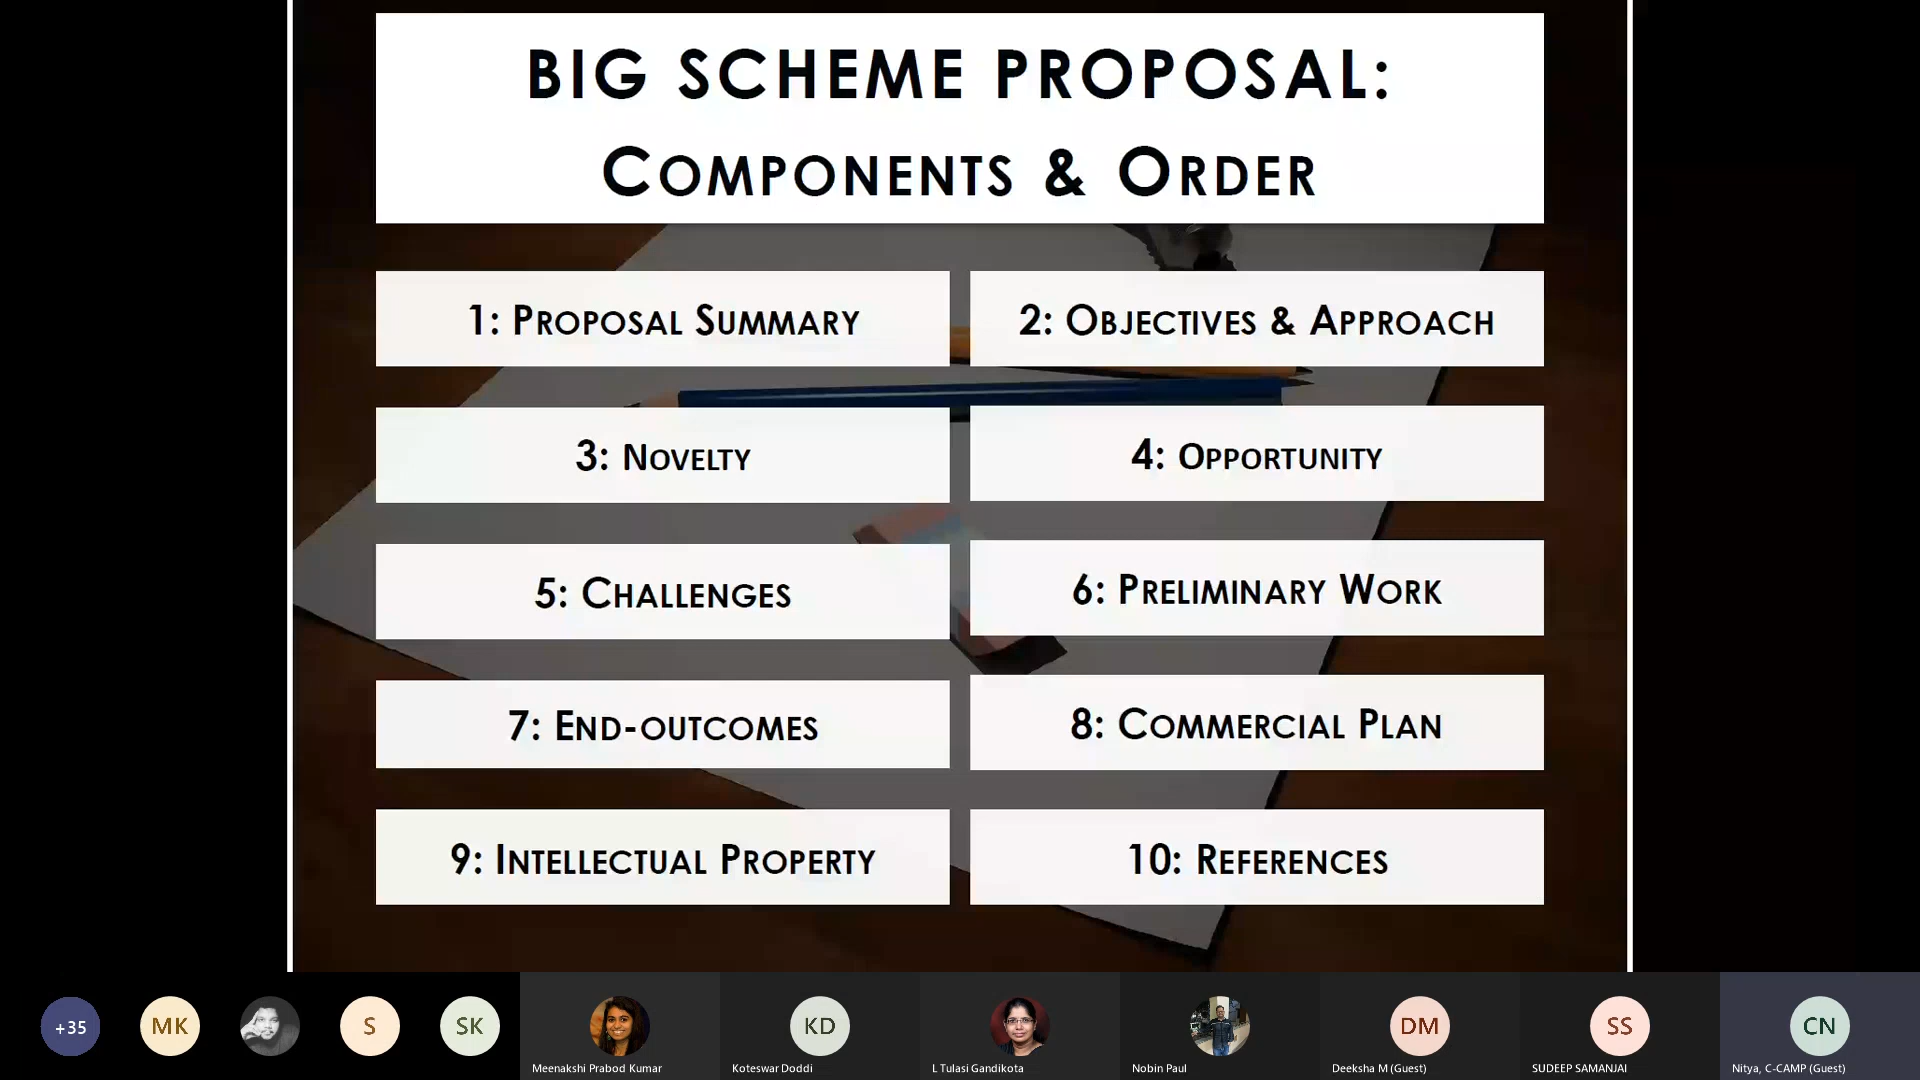 BIG SCHEME PROPOSAL:
COMPONENTS & ORDER
1: PROPOSAL SUMMARY
2: OBJECTIVES & APPROACH
3: NOVELTY
4: OPPORTUNITY
5: CHALLENGES
6: PRELIMINARY WORK
7: END-OUTCOMES
8: COMMERCIAL PLAN
9: INTELLECTUAL PROPERTY
10: REFERENCES
+35
MK
S
SK
KD
DM
SS
CN
Meenakshi Prabod Kumar
Koteswar Doddi
L Tulasi Gandikota
Nobin Paul
Deeksha M (Guest)
SUDEEP SAMANJAI
Nitya, C-CAMP (Guest)